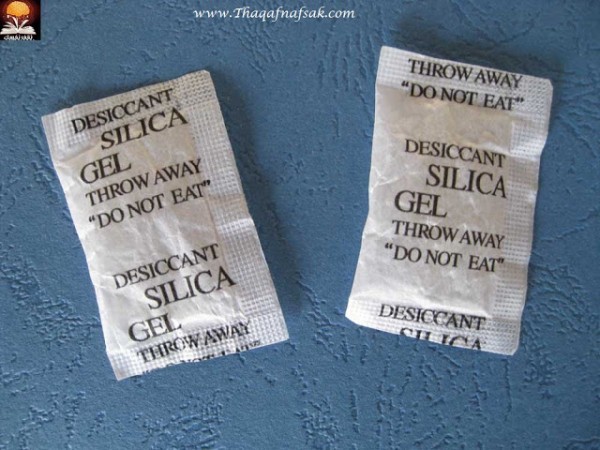 www.Thaqafnafsak.com
DESICCANT
SILICA
GEL
THROW AWAY
"DO NOT EAT"
DESICCANT
SILICA
GEL
THROW AWAY
THROW AWAY
"DO NOT EAT"
DESICCANT
SILICA
GEL
THROW AWAY
"DO NOT EAT"
DESICCANT
SILICA